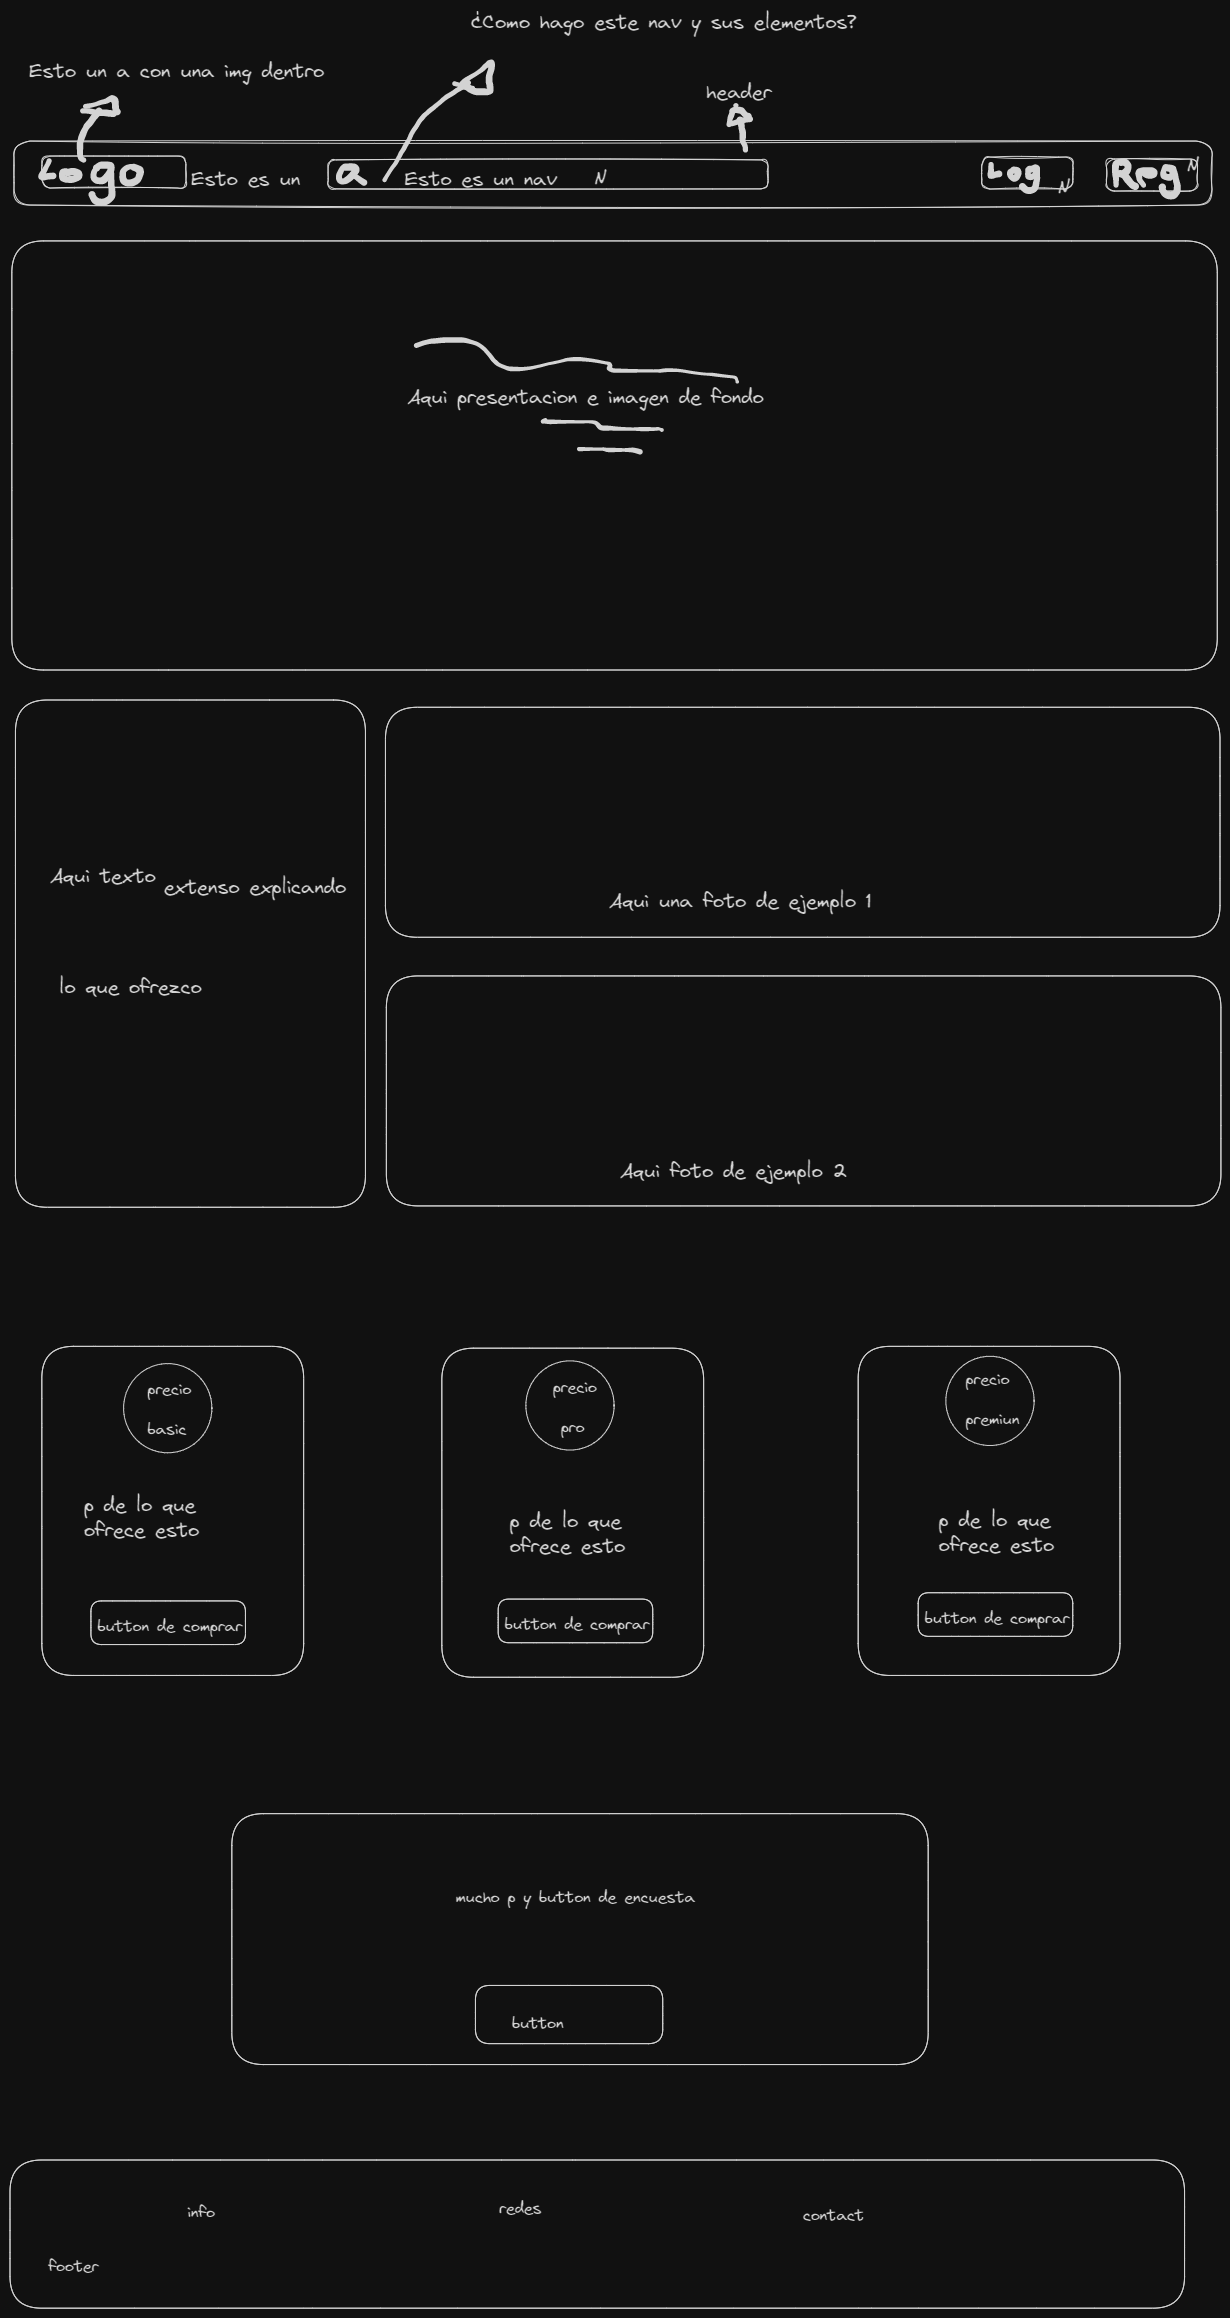 ¿Como hago este nav y sus elementos?
Esto un a con una img dentro
header
Logo
Esto es un
a
Esto es un nav
N
Log
N
Reg
N
Aqui presentacion e imagen de fondo
Aqui texto
extenso explicando
lo que ofrezco
Aqui una foto de ejemplo 1
Aqui foto de ejemplo 2
precio
basic
p de lo que
ofrece esto
button de comprar
precio
pro
p de lo que
ofrece esto
button de comprar
precio
premiun
p de lo que
ofrece esto
button de comprar
mucho p y button de encuesta
button
info
redes
contact
footer